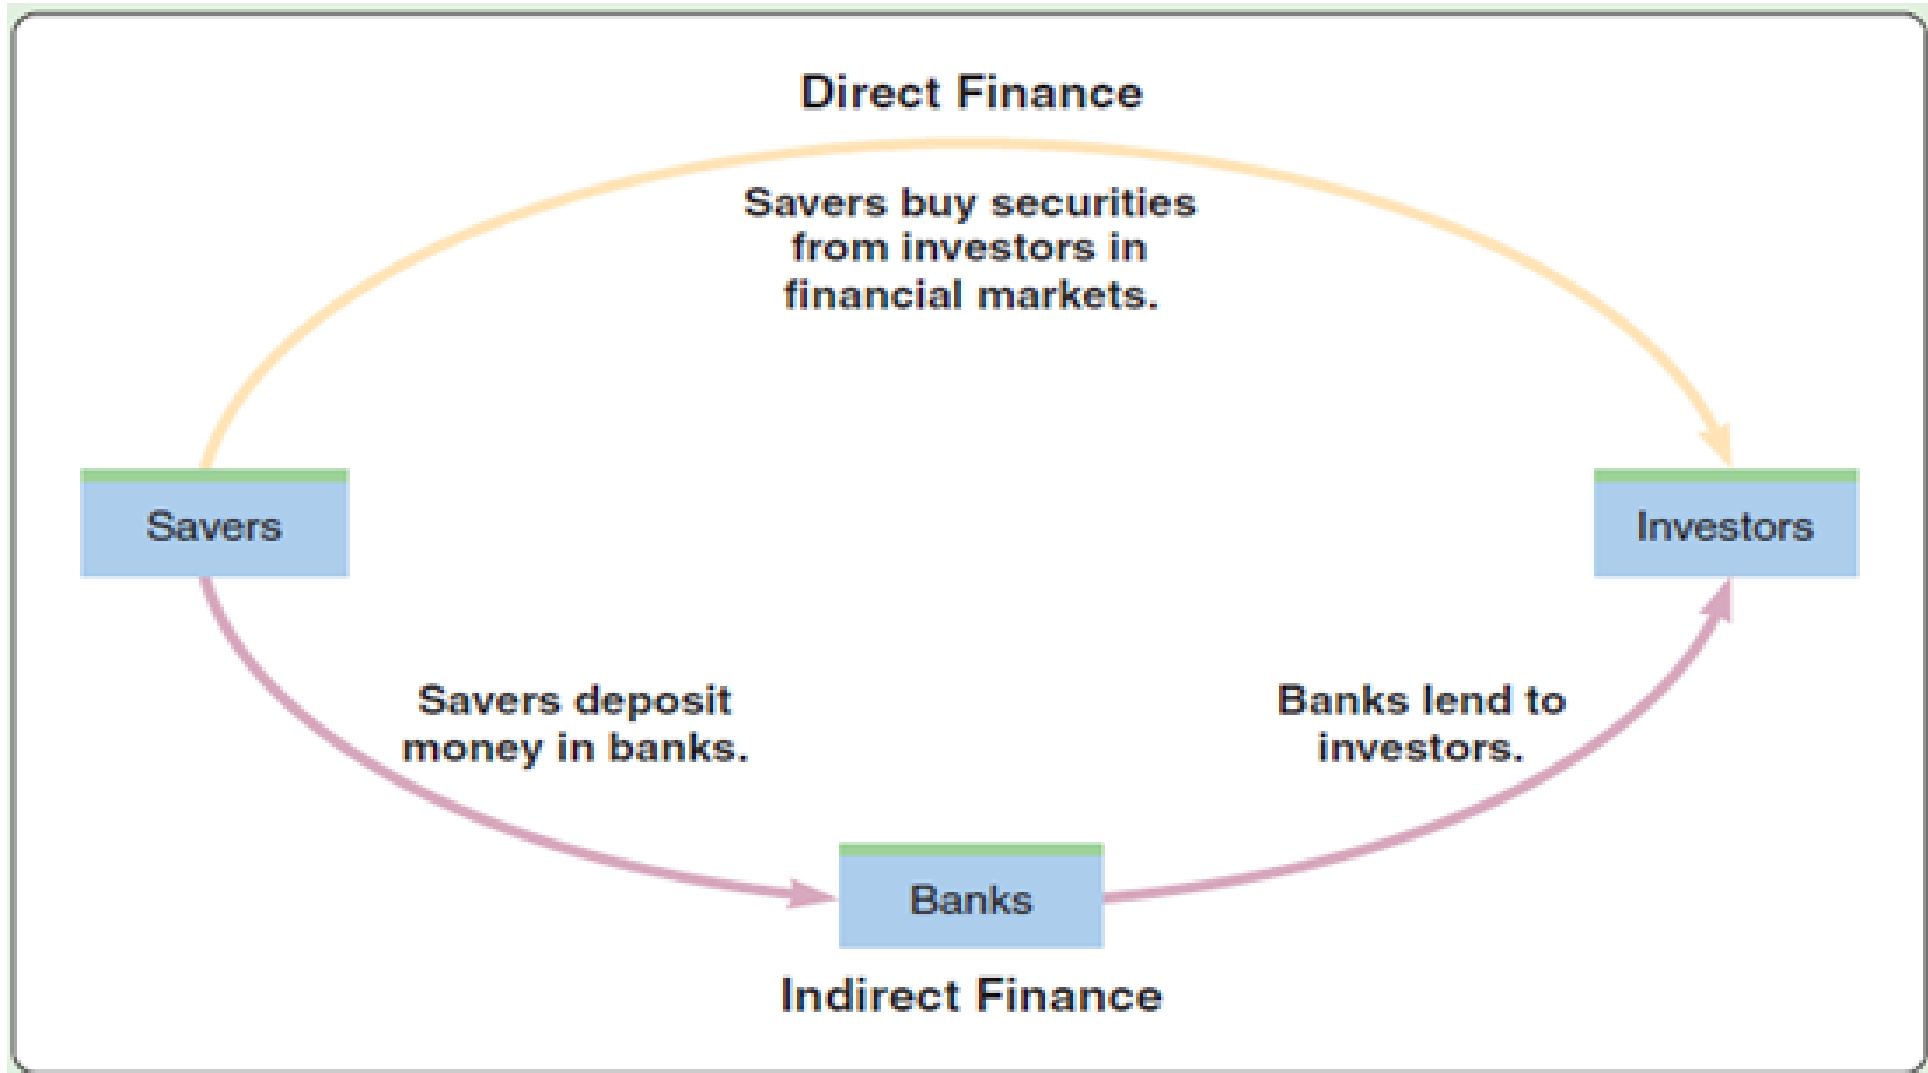 Direct Finance
Savers buy securities
from investors in
financial markets.
Savers
Investors
Savers deposit
money in banks.
Banks lend to
investors.
Banks
Indirect Finance